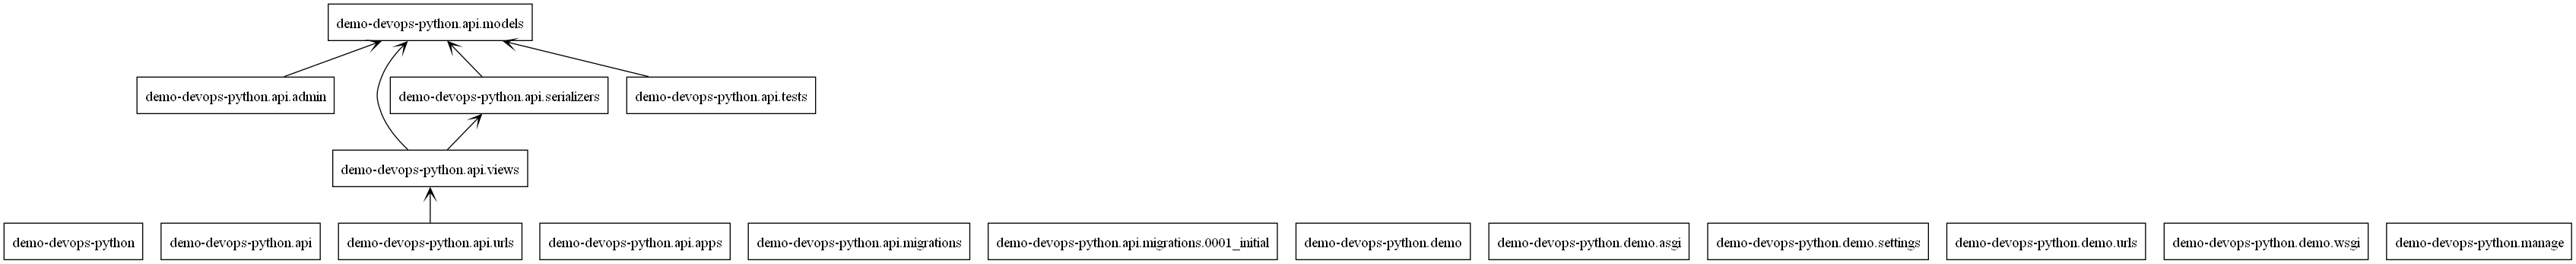 demo-devops-python.api.models
demo-devops-python.api.admin
demo-devops-python.api.serializers
demo-devops-python.api.tests
demo-devops-python.api.views
demo-devops-python
demo-devops-python.api
demo-devops-python.api.urls
demo-devops-python.api.apps
demo-devops-python.api.migrations
demo-devops-python.api.migrations.0001_initial
demo-devops-python.demo
demo-devops-python.demo.asgi
demo-devops-python.demo.settings
demo-devops-python.demo.urls
demo-devops-python.demo.wsgi
demo-devops-python.manage